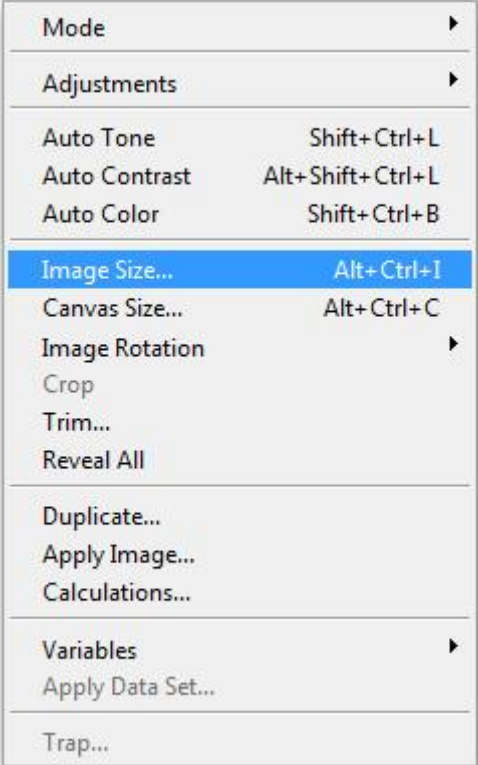 Mode
Adjustments
Auto Tone Shift+Ctrl+L
Auto Contrast Alt+Shift+Ctrl+L
Auto Color Shift+Ctrl+B
Image Size... Alt+Ctrl+I
Canvas Size... Alt+Ctrl+C
Image Rotation
Crop
Trim...
Reveal All
Duplicate...
Apply Image...
Calculations...
Variables
Apply Data Set...
Trap...